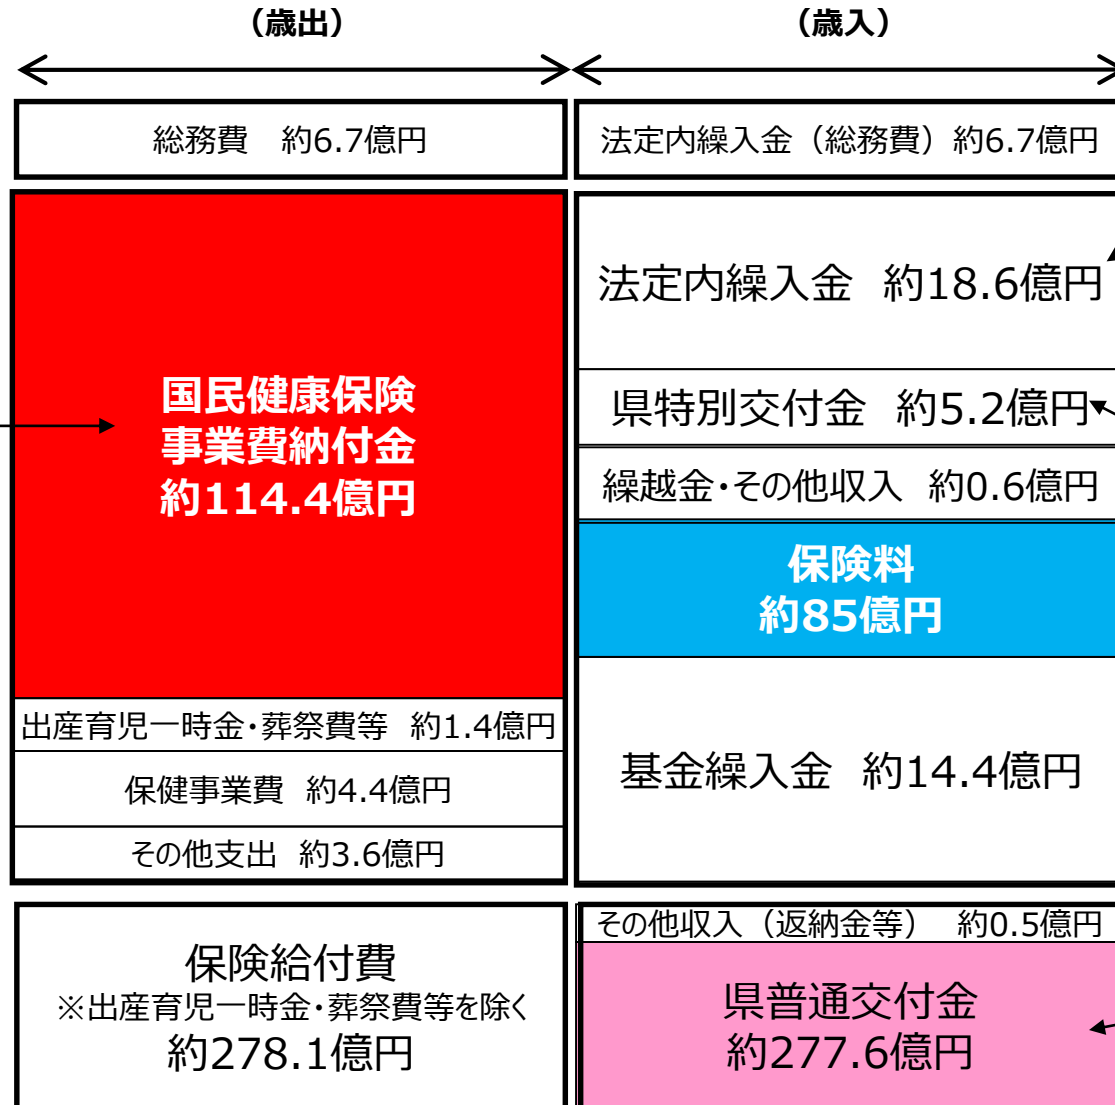 （歳出）
（歳入）
総務費　約6.7億円
法定内繰入金（総務費）約6.7億円
国民健康保険
事業費納付金
約114.4億円
出産育児一時金・葬祭費等　約1.4億円
保健事業費　約4.4億円
その他支出　約3.6億円
法定内繰入金　約18.6億円
県特別交付金　約5.2億円
繰越金・その他収入　約0.6億円
保険料
約85億円
基金繰入金　約14.4億円
保険給付費
※出産育児一時金・葬祭費等を除く
約278.1億円
その他収入（返納金等）　約0.5億円
県普通交付金
約277.6億円